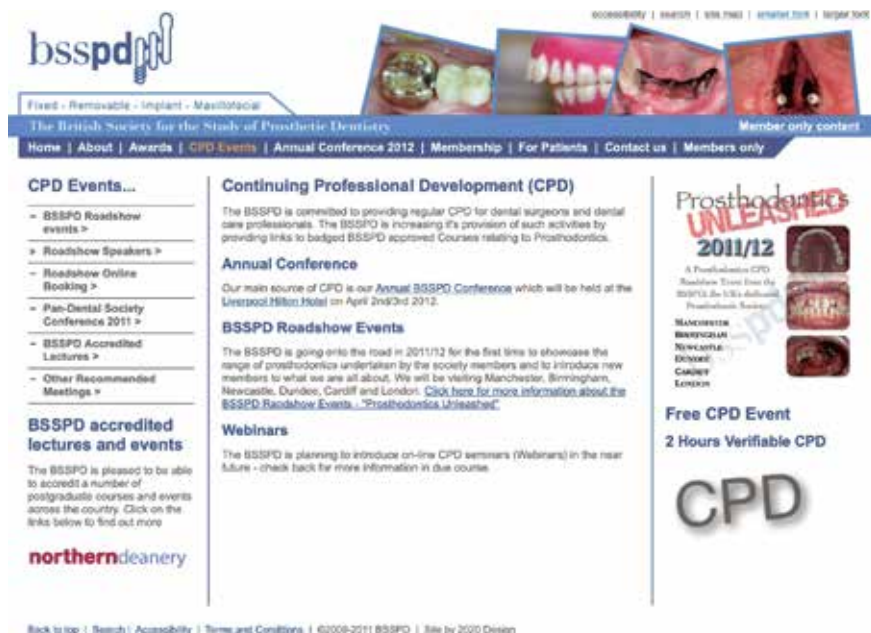 accessibility | search | site map | smaller font | larger font
bsspd
Fixed - Removable - Implant - Maxillofacial
The British Society for the Study of Prosthetic Dentistry
Member only content
Home | About | Awards | CPD Events | Annual Conference 2012 | Membership | For Patients | Contact us | Members only
CPD Events...
– BSSPD Roadshow
events >
» Roadshow Speakers >
– Roadshow Online
Booking >
– Pan-Dental Society
Conference 2011 >
– BSSPD Accredited
Lectures >
– Other Recommended
Meetings >
BSSPD accredited
lectures and events
The BSSPD is pleased to be able
to accredit a number of
postgraduate courses and events
across the country. Click on the
links below to find out more
northerndeanery
Continuing Professional Development (CPD)
The BSSPD is committed to providing regular CPD for dental surgeons and dental
care professionals. The BSSPD is increasing it's provision of such activities by
providing links to badged BSSPD approved Courses relating to Prosthodontics.
Annual Conference
Our main source of CPD is our Annual BSSPD Conference which will be held at the
Liverpool Hilton Hotel on April 2nd/3rd 2012.
BSSPD Roadshow Events
The BSSPD is going onto the road in 2011/12 for the first time to showcase the
range of prosthodontics undertaken by the society members and to introduce new
members to what we are all about. We will be visiting Manchester, Birmingham,
Newcastle, Dundee, Cardiff and London. Click here for more information about the
BSSPD Raodshow Events - "Prosthodontics Unleashed"
Webinars
The BSSPD is planning to introduce on-line CPD seminars (Webinars) in the near
future - check back for more information in due course.
Prosthodontics
UNLEASHED
2011/12
A Prosthodontics CPD
Roadshow Event from the
BSSPD, the UK's dedicated
Prosthodontic Society
MANCHESTER
BIRMINGHAM
NEWCASTLE
DUNDEE
CARDIFF
LONDON
bsspd
Free CPD Event
2 Hours Verifiable CPD
CPD
Back to top | Search | Accessibility | Terms and Conditions | ©2009-2011 BSSPD | Site by 2020 Design